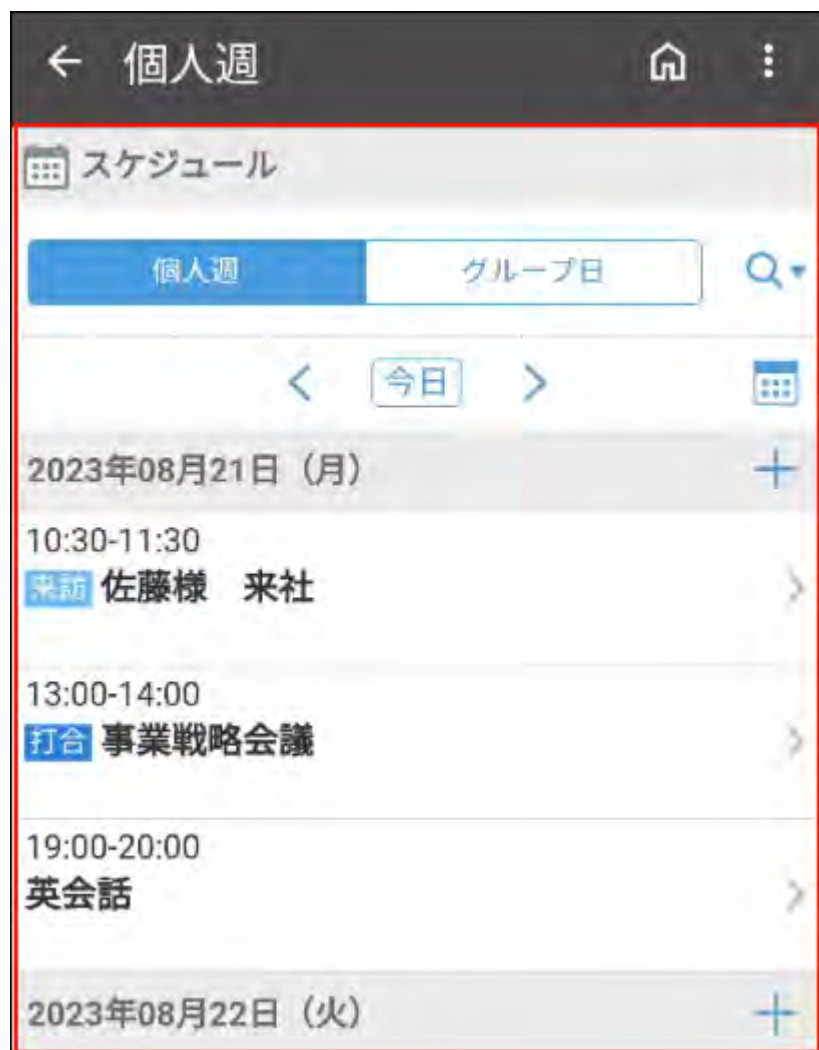 個人週
スケジュール
個人週 グループ日
今日
2023年08月21日（月）
10:30-11:30
来訪 佐藤様　来社
13:00-14:00
打合 事業戦略会議
19:00-20:00
英会話
2023年08月22日（火）